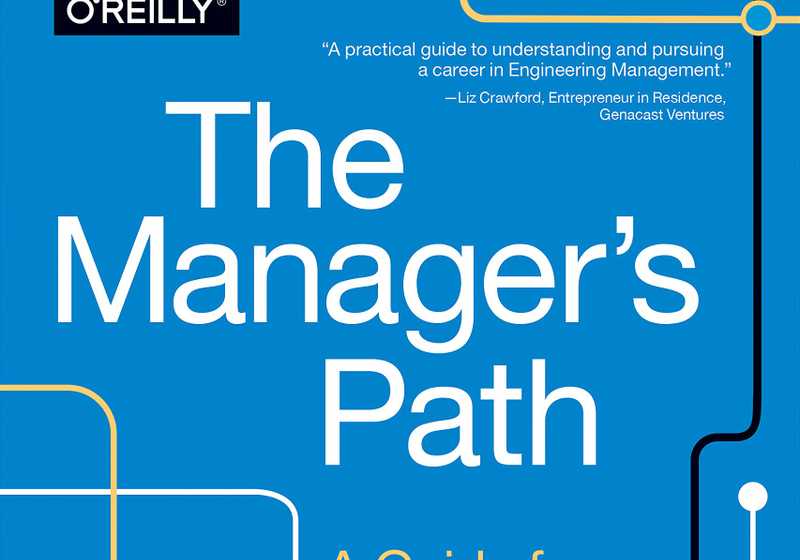 O'REILLY®
“A practical guide to understanding and pursuing
a career in Engineering Management.”
—Liz Crawford, Entrepreneur in Residence,
Genacast Ventures
The
Manager’s
Path
A Guide f